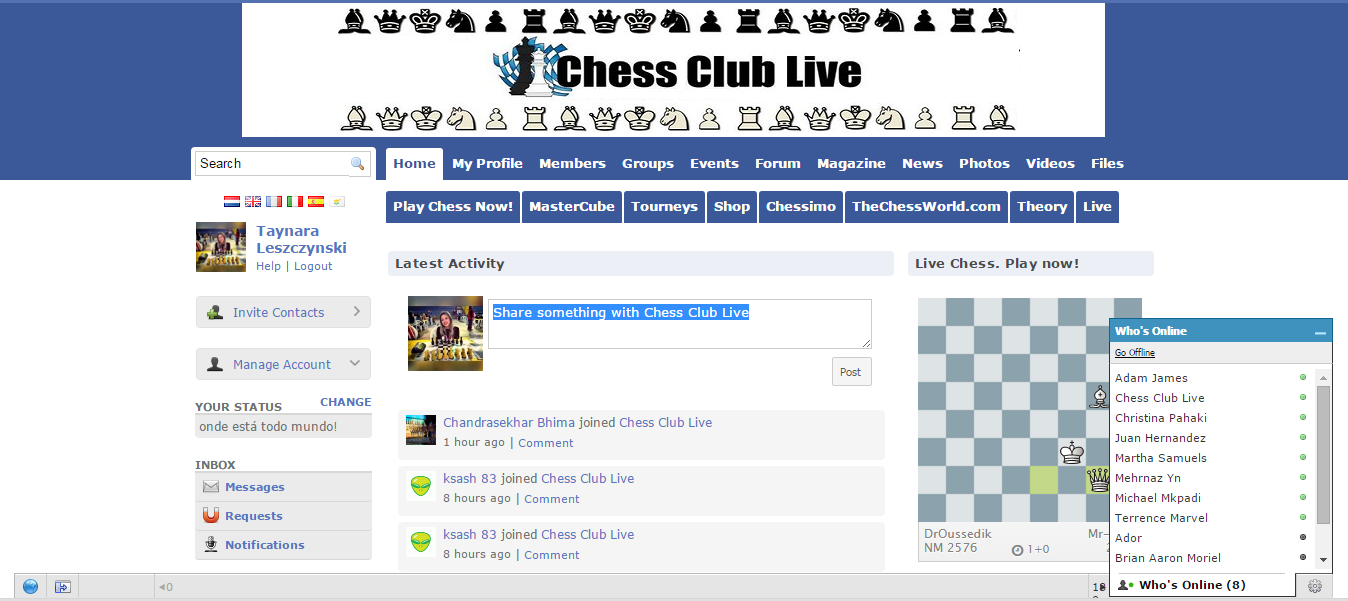 Chess Club Live
Search
Home My Profile Members Groups Events Forum Magazine News Photos Videos Files
Play Chess Now! MasterCube Tourneys Shop Chessimo TheChessWorld.com Theory Live
Taynara
Leszczynski
Help | Logout
Invite Contacts
Manage Account
YOUR STATUS CHANGE
onde está todo mundo!
INBOX
Messages
Requests
Notifications
Latest Activity
Share something with Chess Club Live
Post
Chandrasekhar Bhima joined Chess Club Live
1 hour ago | Comment
ksash 83 joined Chess Club Live
8 hours ago | Comment
ksash 83 joined Chess Club Live
8 hours ago | Comment
Live Chess. Play now!
DrOussedik Mr-
NM 2576 1+0
Who's Online
Go Offline
Adam James
Chess Club Live
Christina Pahaki
Juan Hernandez
Martha Samuels
Mehrnaz Yn
Michael Mkpadi
Terrence Marvel
Ador
Brian Aaron Moriel
0
Who's Online (8)